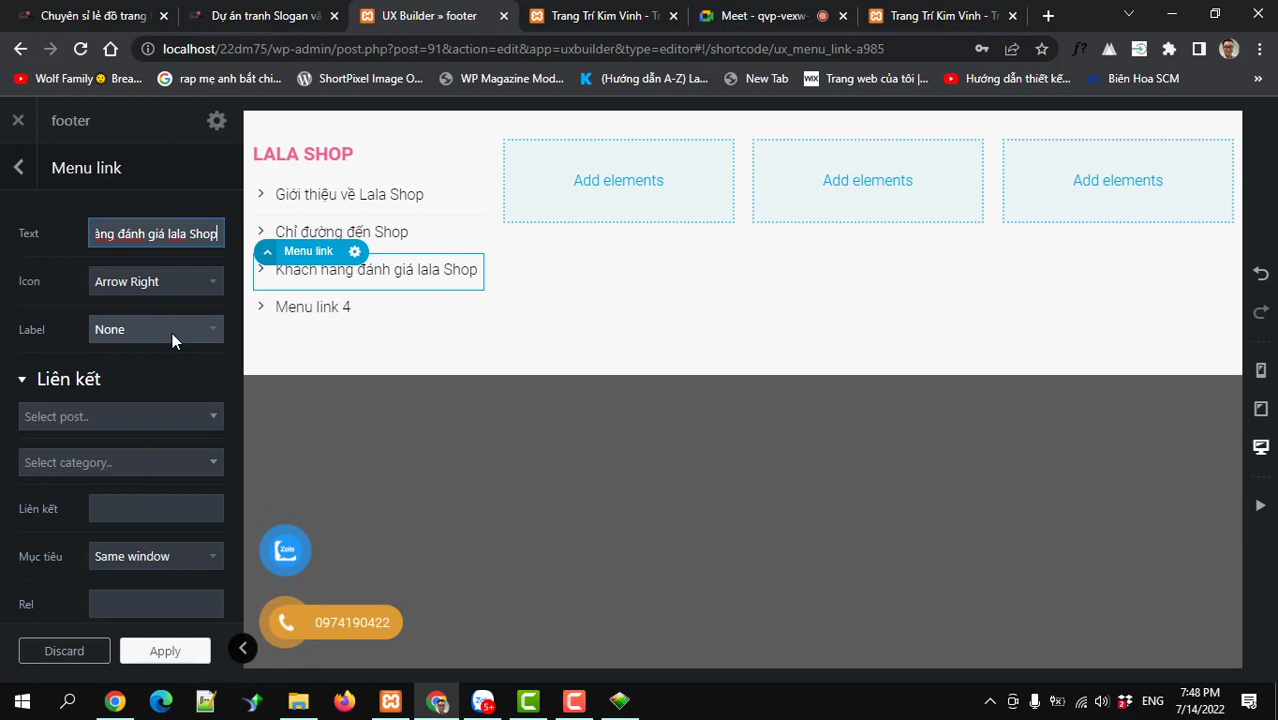 Chuyên sỉ lẻ đồ trang t
Dự án tranh Slogan và
UX Builder » footer
Trang Trí Kim Vinh - Tr
Meet - qvp-vexw-
Trang Trí Kim Vinh - Tr
localhost/22dm75/wp-admin/post.php?post=91&action=edit&app=uxbuilder&type=editor#!/shortcode/ux_menu_link-a985
Wolf Family Brea...
rap mẹ anh bắt chi...
ShortPixel Image O...
WP Magazine Mod...
(Hướng dẫn A-Z) La...
New Tab
Trang web của tôi |...
Hướng dẫn thiết kế...
Biên Hoa SCM
footer
Menu link
Text
àng đánh giá lala Shop
Icon
Arrow Right
Label
None
Liên kết
Select post..
Select category..
Liên kết
Mục tiêu
Same window
Rel
Discard
Apply
LALA SHOP
Giới thiệu về Lala Shop
Chỉ đường đến Shop
Menu link
Khách hàng đánh giá lala Shop
Menu link 4
Add elements
Add elements
Add elements
Zalo
0974190422
Zalo
5+
2
ENG
7:48 PM
7/14/2022